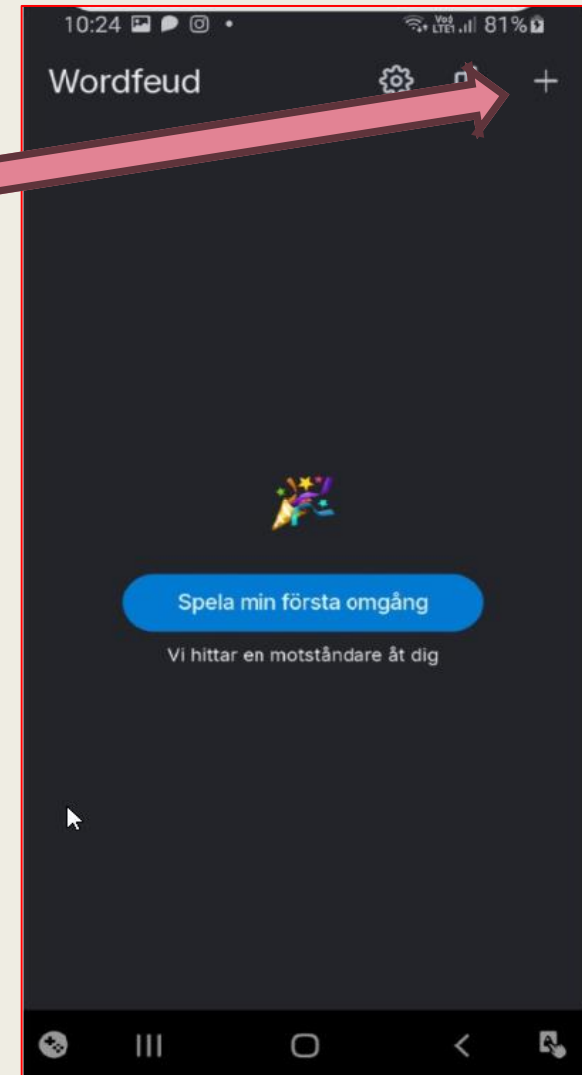 10:24 81%
Wordfeud
Spela min första omgång
Vi hittar en motståndare åt dig